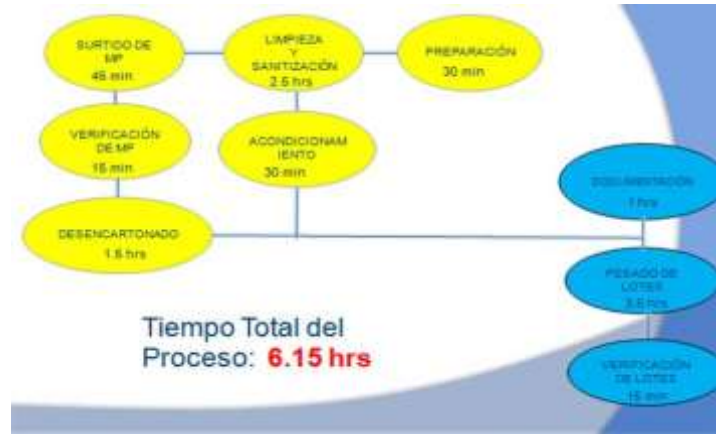 SURTIDO DE
MP
45 min
LIMPIEZA
Y
SANITIZACIÓN
2.5 hrs
PREPARACIÓN
30 min
VERIFICACIÓN
DE MP
15 min
ACONDICIONAM
IENTO
30 min
DESENCARTONADO
1.5 hrs
DOCUMENTACIÓN
1 hrs
PESADO DE
LOTES
hrs
VERIFICACIÓN
DE LOTES
15 min
Tiempo Total del
Proceso: 6.15 hrs